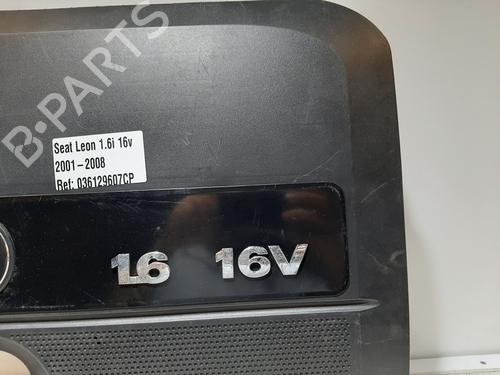 B-PARTS
Seat Leon 1.6i 16v
2001-2008
Ref: 036129607CP
1.6 16V